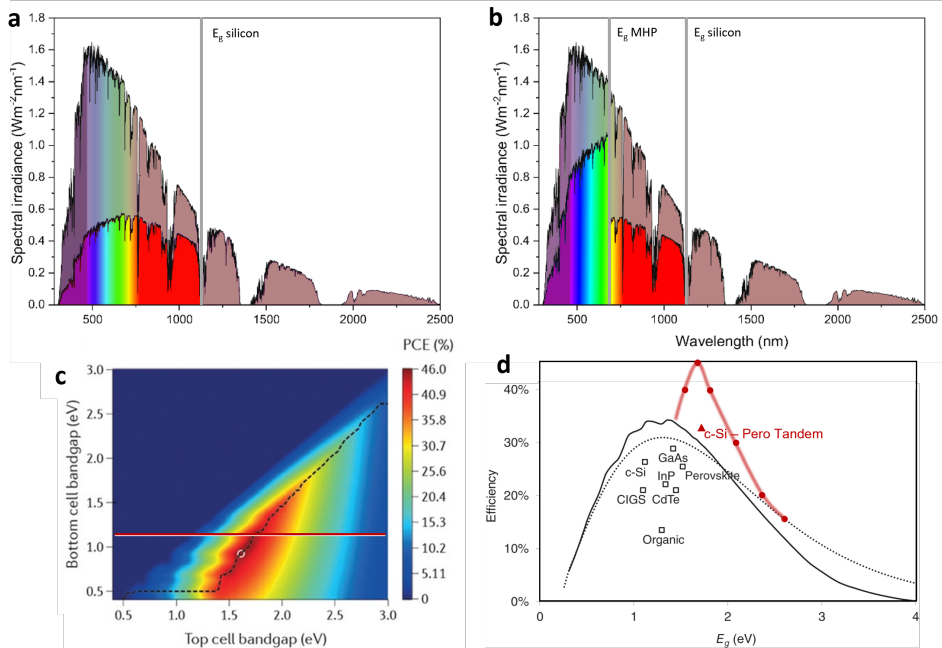 a
1.8
1.6
1.4
1.2
1.0
0.8
0.6
0.4
0.2
0.0
Spectral irradiance (Wm-2nm-1)
Eg silicon
500
1000
1500
2000
2500
b
1.8
1.6
1.4
1.2
1.0
0.8
0.6
0.4
0.2
0.0
Spectral irradiance (Wm-2nm-1)
Eg MHP
Eg silicon
500
1000
1500
2000
2500
Wavelength (nm)
c
PCE (%)
3.0
2.5
2.0
1.5
1.0
0.5
Bottom cell bandgap (eV)
0.5
1.0
1.5
2.0
2.5
3.0
Top cell bandgap (eV)
46.0
40.9
35.8
30.7
26.6
20.4
15.3
10.2
5.11
0
d
40%
30%
20%
10%
0%
Efficiency
c-Si – Pero Tandem
GaAs
c-Si
InP
Perovskite
CIGS
CdTe
Organic
0
1
2
3
4
Eg (eV)